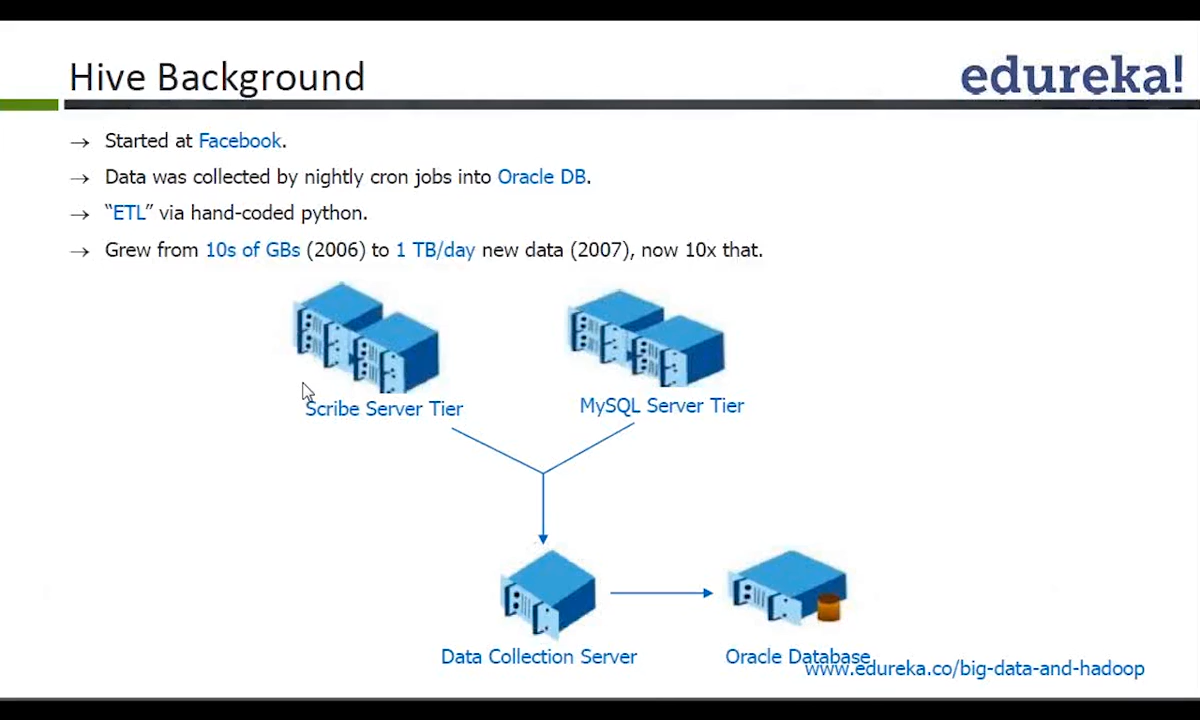 Hive Background
edureka!
→ Started at Facebook.
→ Data was collected by nightly cron jobs into Oracle DB.
→ “ETL” via hand-coded python.
→ Grew from 10s of GBs (2006) to 1 TB/day new data (2007), now 10x that.
Scribe Server Tier
MySQL Server Tier
Data Collection Server
Oracle Database
www.edureka.co/big-data-and-hadoop